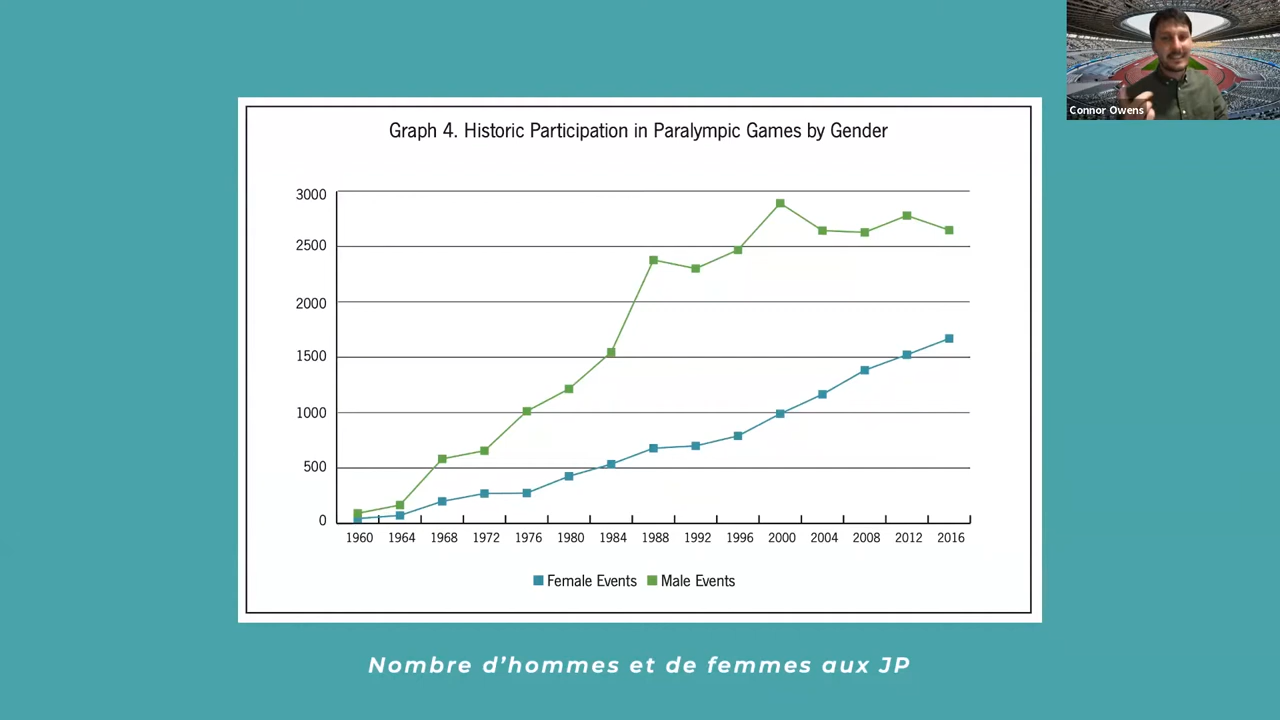 Connor Owens
Graph 4. Historic Participation in Paralympic Games by Gender
3000
2500
2000
1500
1000
500
0
1960 1964 1968 1972 1976 1980 1984 1988 1992 1996 2000 2004 2008 2012 2016
Female Events Male Events
Nombre d’hommes et de femmes aux JP